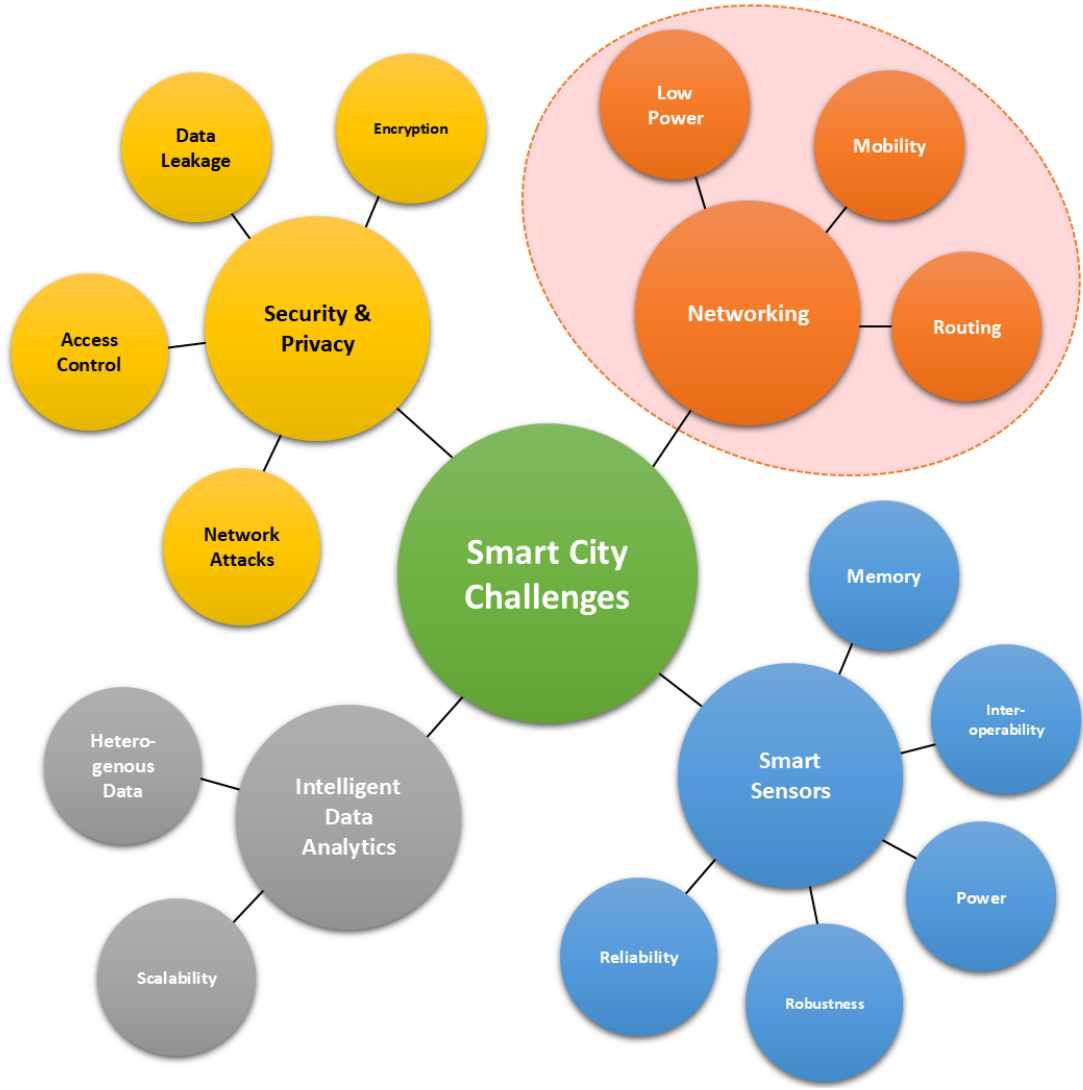 Low
Power
Encryption
Data
Leakage
Mobility
Security &
Privacy
Networking
Routing
Access
Control
Network
Attacks
Smart City
Challenges
Memory
Inter-
operability
Hetero-
genous
Data
Smart
Sensors
Intelligent
Data
Analytics
Power
Reliability
Scalability
Robustness